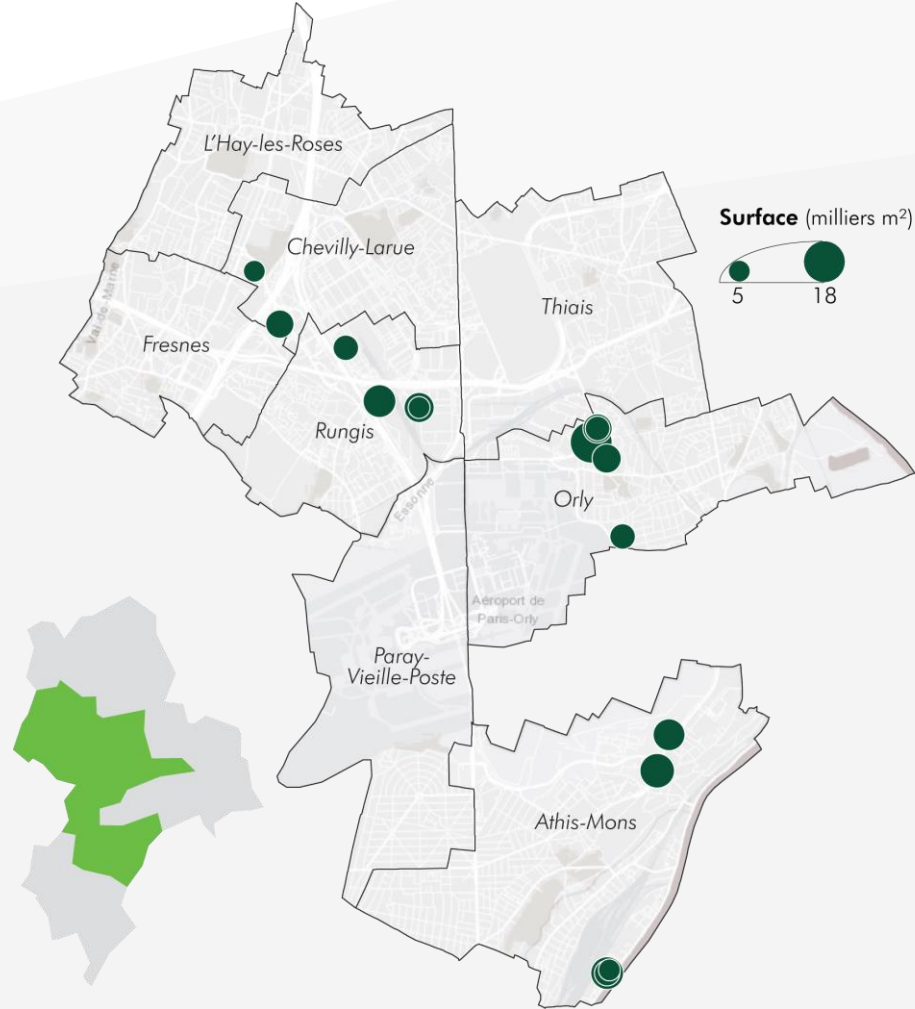 L'Hay-les-Roses
Surface (milliers m²)
5
18
Chevilly-Larue
Val-de-Marne
Thiais
Fresnes
Rungis
Essonne
Orly
Aéroport de
Paris-Orly
Paray-
Vieille-Poste
Athis-Mons